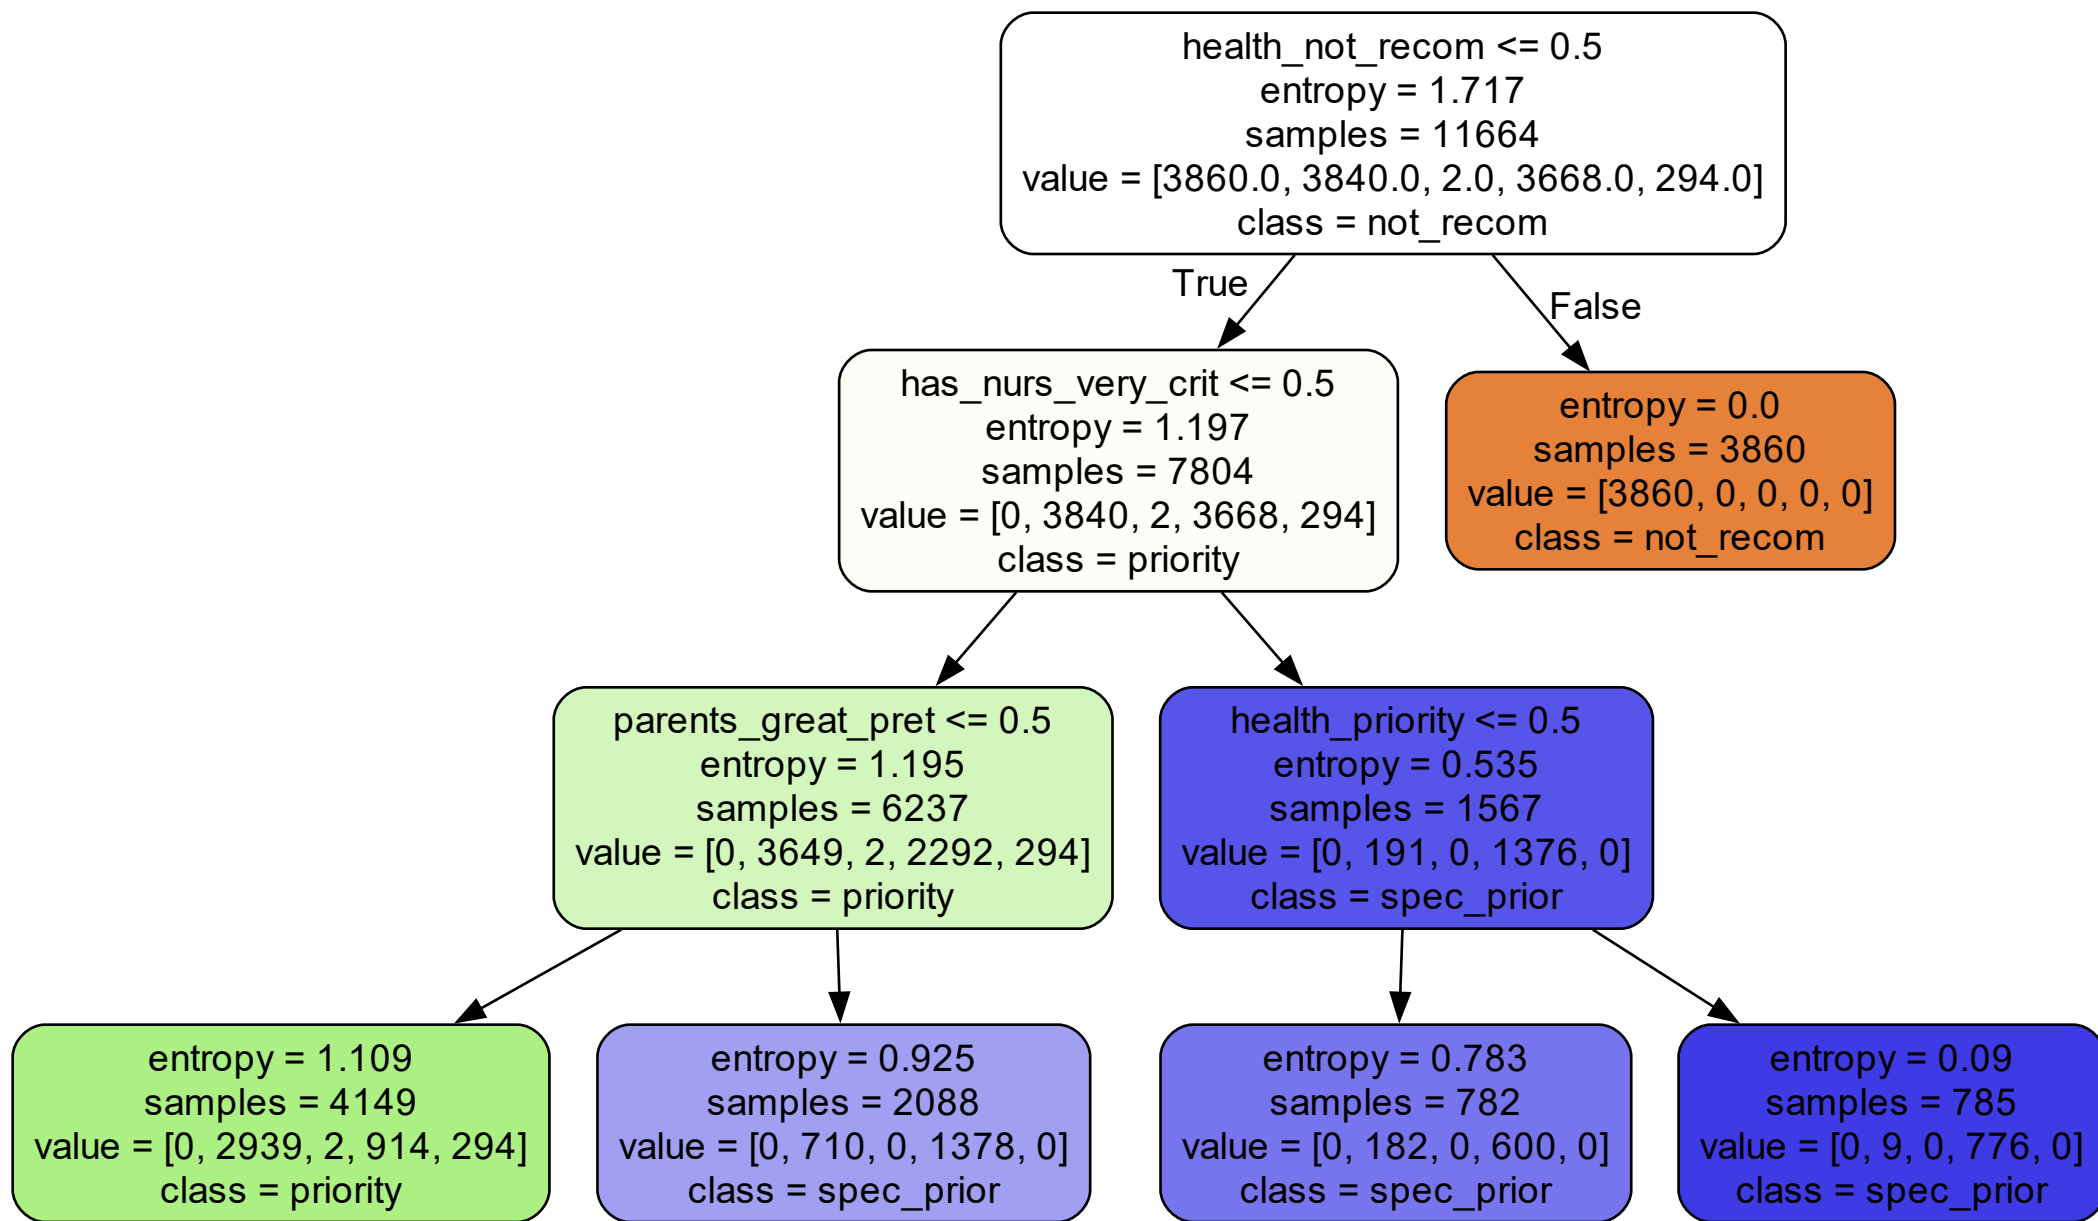 health_not_recom <= 0.5
entropy = 1.717
samples = 11664
value = [3860.0, 3840.0, 2.0, 3668.0, 294.0]
class = not_recom
True
False
has_nurs_very_crit <= 0.5
entropy = 1.197
samples = 7804
value = [0, 3840, 2, 3668, 294]
class = priority
entropy = 0.0
samples = 3860
value = [3860, 0, 0, 0, 0]
class = not_recom
parents_great_pret <= 0.5
entropy = 1.195
samples = 6237
value = [0, 3649, 2, 2292, 294]
class = priority
health_priority <= 0.5
entropy = 0.535
samples = 1567
value = [0, 191, 0, 1376, 0]
class = spec_prior
entropy = 1.109
samples = 4149
value = [0, 2939, 2, 914, 294]
class = priority
entropy = 0.925
samples = 2088
value = [0, 710, 0, 1378, 0]
class = spec_prior
entropy = 0.783
samples = 782
value = [0, 182, 0, 600, 0]
class = spec_prior
entropy = 0.09
samples = 785
value = [0, 9, 0, 776, 0]
class = spec_prior